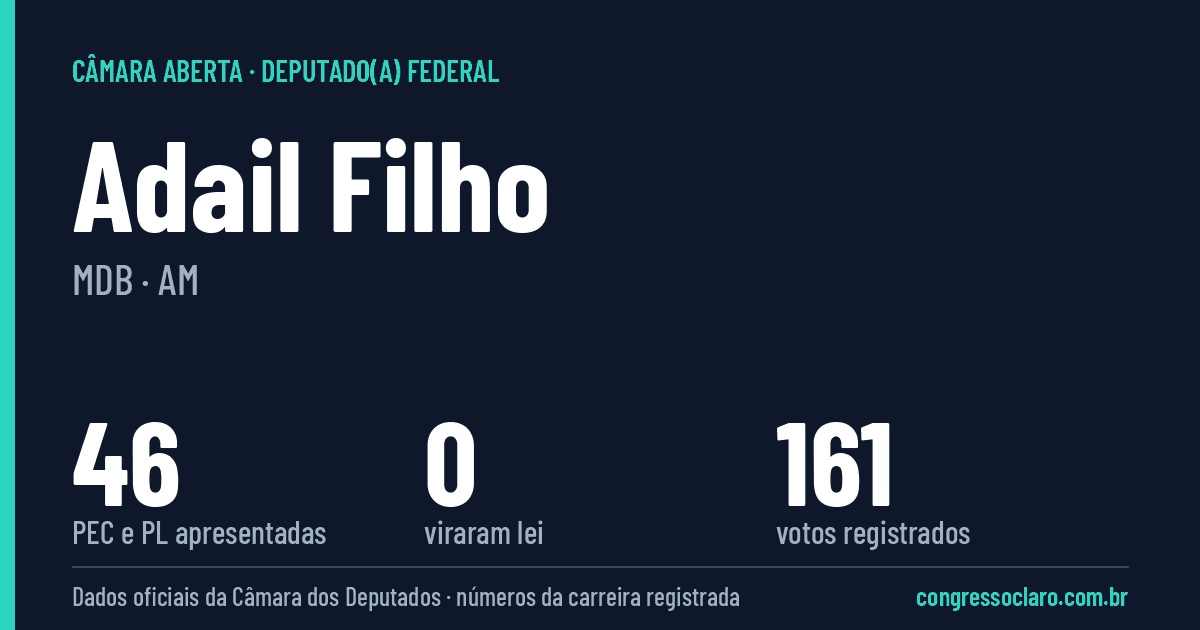 CÂMARA ABERTA · DEPUTADO(A) FEDERAL
Adail Filho
MDB · AM
46 0 161
PEC e PL apresentadas viraram lei votos registrados
Dados oficiais da Câmara dos Deputados · números da carreira registrada congressoclaro.com.br